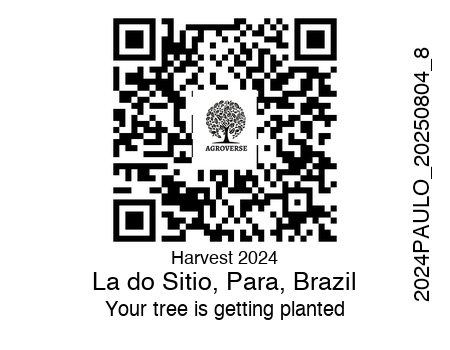 AGROVERSE
Harvest 2024
La do Sitio, Para, Brazil
Your tree is getting planted
2024PAULO_20250804_8